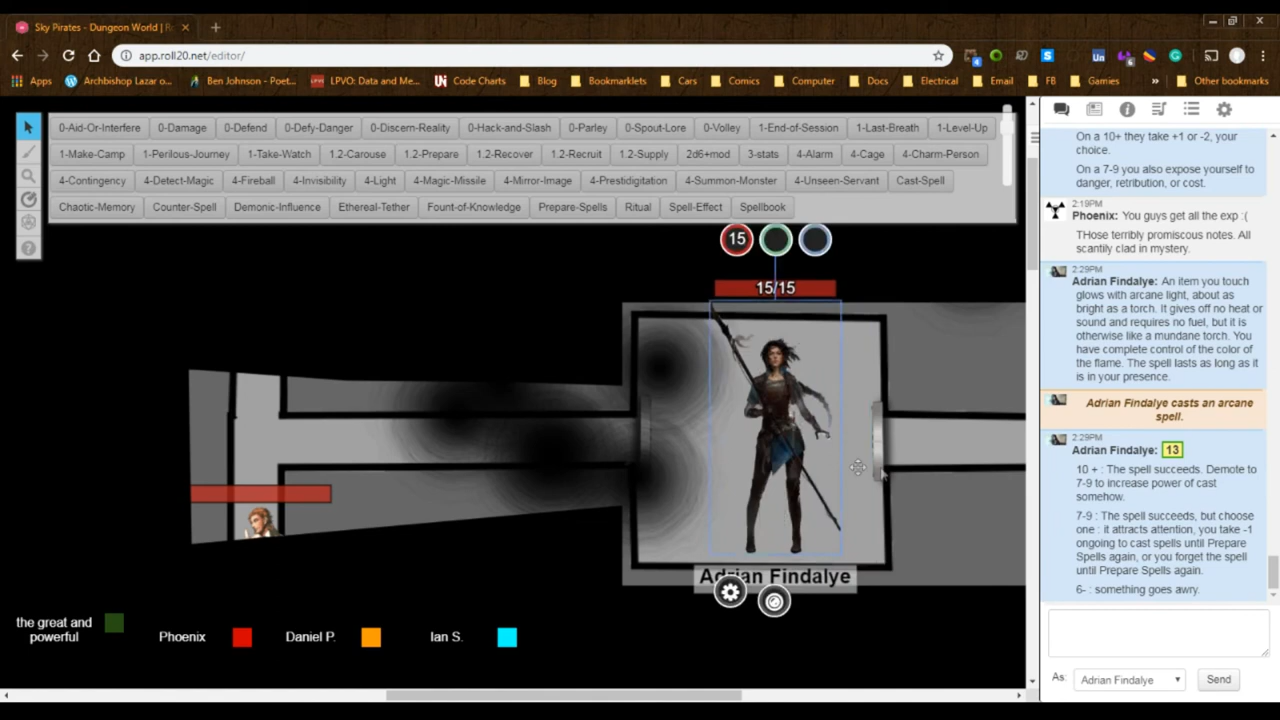 Sky Pirates - Dungeon World |
app.roll20.net/editor/
Apps
Archbishop Lazar o...
Ben Johnson - Poet...
LPVO: Data and Me...
Code Charts
Blog
Bookmarklets
Cars
Comics
Computer
Docs
Electrical
Email
FB
Gamies
»
Other bookmarks
0-Aid-Or-Interfere 0-Damage 0-Defend 0-Defy-Danger 0-Discern-Reality 0-Hack-and-Slash 0-Parley 0-Spout-Lore 0-Volley 1-End-of-Session 1-Last-Breath 1-Level-Up
1-Make-Camp 1-Perilous-Journey 1-Take-Watch 1.2-Carouse 1.2-Prepare 1.2-Recover 1.2-Recruit 1.2-Supply 2d6+mod 3-stats 4-Alarm 4-Cage 4-Charm-Person
4-Contingency 4-Detect-Magic 4-Fireball 4-Invisibility 4-Light 4-Magic-Missile 4-Mirror-Image 4-Prestidigitation 4-Summon-Monster 4-Unseen-Servant Cast-Spell
Chaotic-Memory Counter-Spell Demonic-Influence Ethereal-Tether Fount-of-Knowledge Prepare-Spells Ritual Spell-Effect Spellbook
15
15/15
Adrian Findalye
the great and
powerful
Phoenix
Daniel P.
Ian S.
On a 10+ they take +1 or -2, your
choice.
On a 7-9 you also expose yourself to
danger, retribution, or cost.
2:19PM
Phoenix: You guys get all the exp :(
THose terribly promiscous notes. All
scantily clad in mystery.
2:29PM
Adrian Findalye: An item you touch
glows with arcane light, about as
bright as a torch. It gives off no heat or
sound and requires no fuel, but it is
otherwise like a mundane torch. You
have complete control of the color of
the flame. The spell lasts as long as it
is in your presence.
Adrian Findalye casts an arcane
spell.
2:29PM
Adrian Findalye: 13
10 + : The spell succeeds. Demote to
7-9 to increase power of cast
somehow.
7-9 : The spell succeeds, but choose
one : it attracts attention, you take -1
ongoing to cast spells until Prepare
Spells again, or you forget the spell
until Prepare Spells again.
6- : something goes awry.
As: Adrian Findalye Send